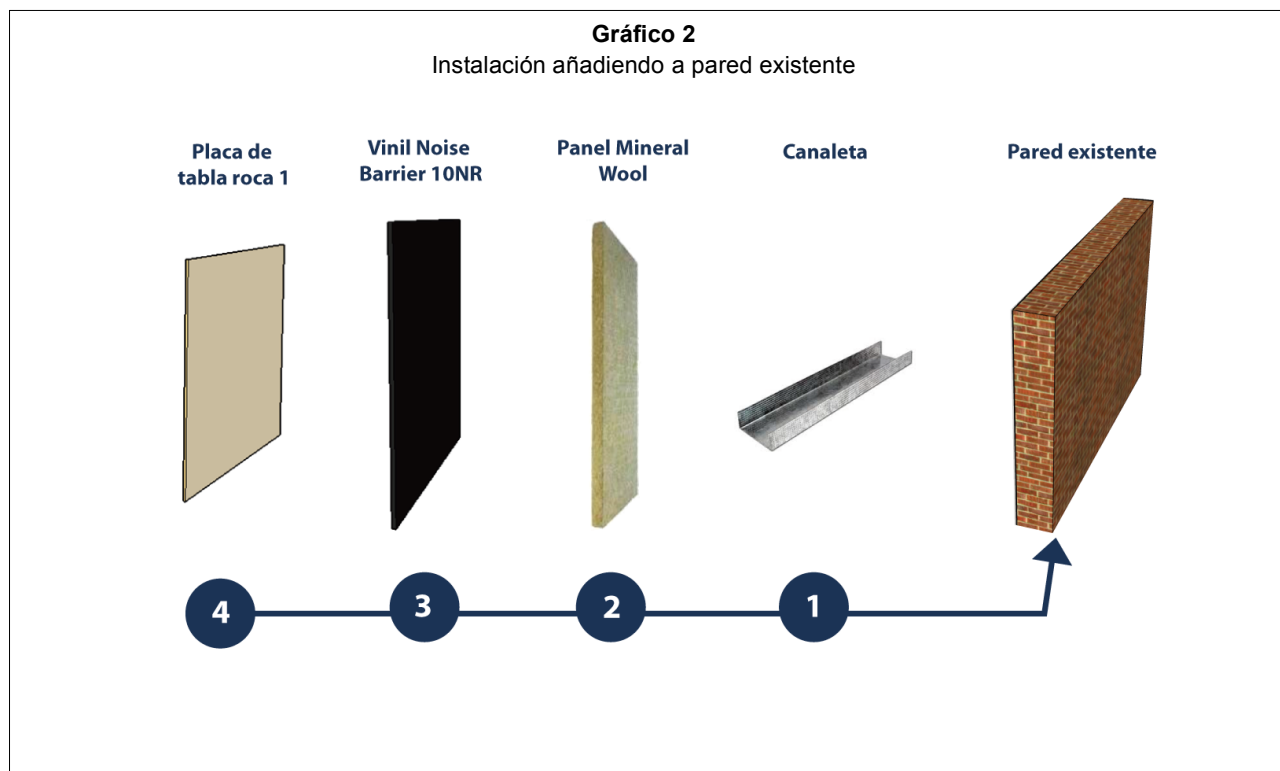 Gráfico 2
Instalación añadiendo a pared existente
Placa de
tabla roca 1
Vinil Noise
Barrier 10NR
Panel Mineral
Wool
Canaleta
Pared existente
4
3
2
1